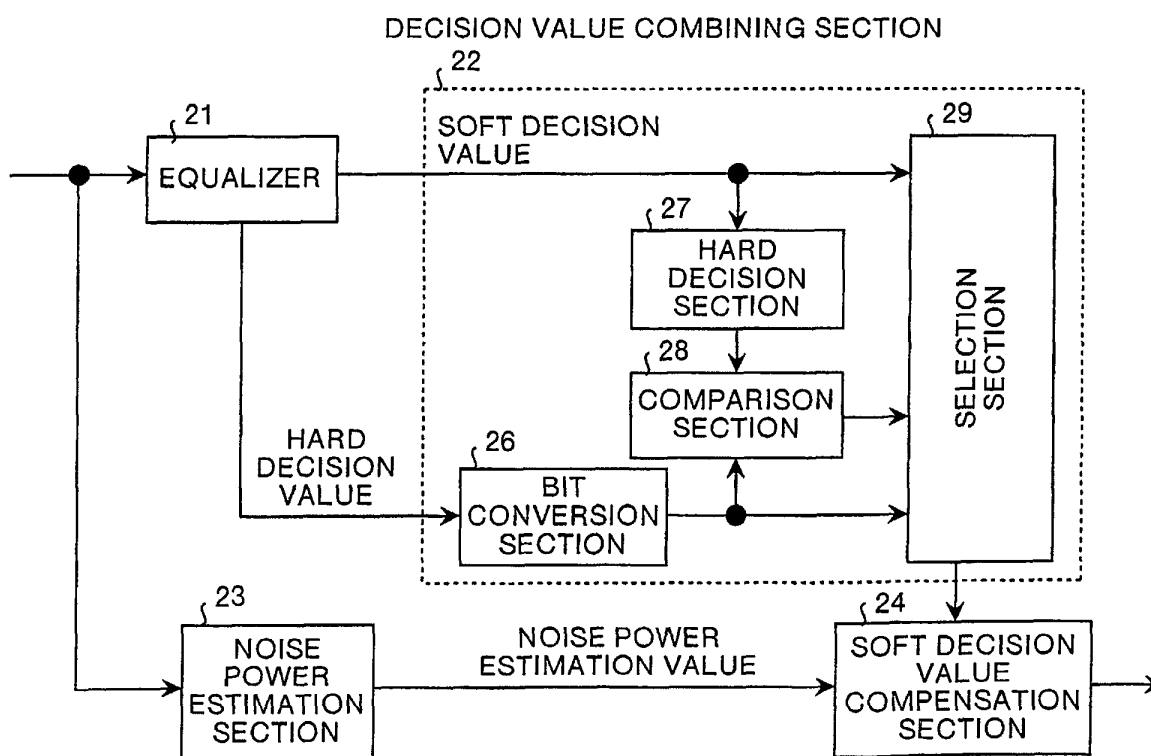 DECISION VALUE COMBINING SECTION
22
21
EQUALIZER
SOFT DECISION
VALUE
29
SELECTION
SECTION
27
HARD
DECISION
SECTION
28
COMPARISON
SECTION
HARD
DECISION
VALUE
26
BIT
CONVERSION
SECTION
23
NOISE
POWER
ESTIMATION
SECTION
NOISE POWER
ESTIMATION VALUE
24
SOFT DECISION
VALUE
COMPENSATION
SECTION